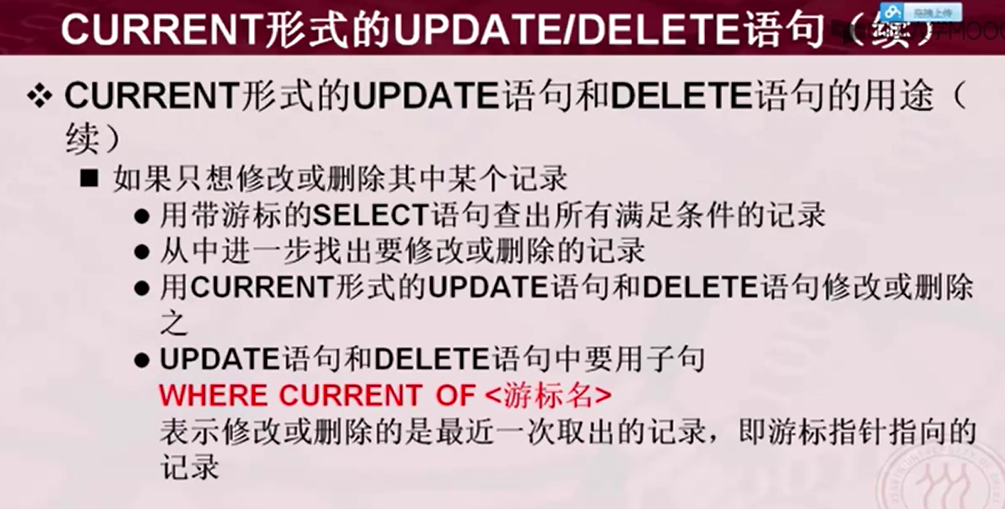 CURRENT形式的UPDATE/DELETE语句（续）
拖拽上传
❖ CURRENT形式的UPDATE语句和DELETE语句的用途（
续）
■ 如果只想修改或删除其中某个记录
● 用带游标的SELECT语句查出所有满足条件的记录
● 从中进一步找出要修改或删除的记录
● 用CURRENT形式的UPDATE语句和DELETE语句修改或删除
之
● UPDATE语句和DELETE语句中要用子句
WHERE CURRENT OF <游标名>
表示修改或删除的是最近一次取出的记录，即游标指针指向的
记录